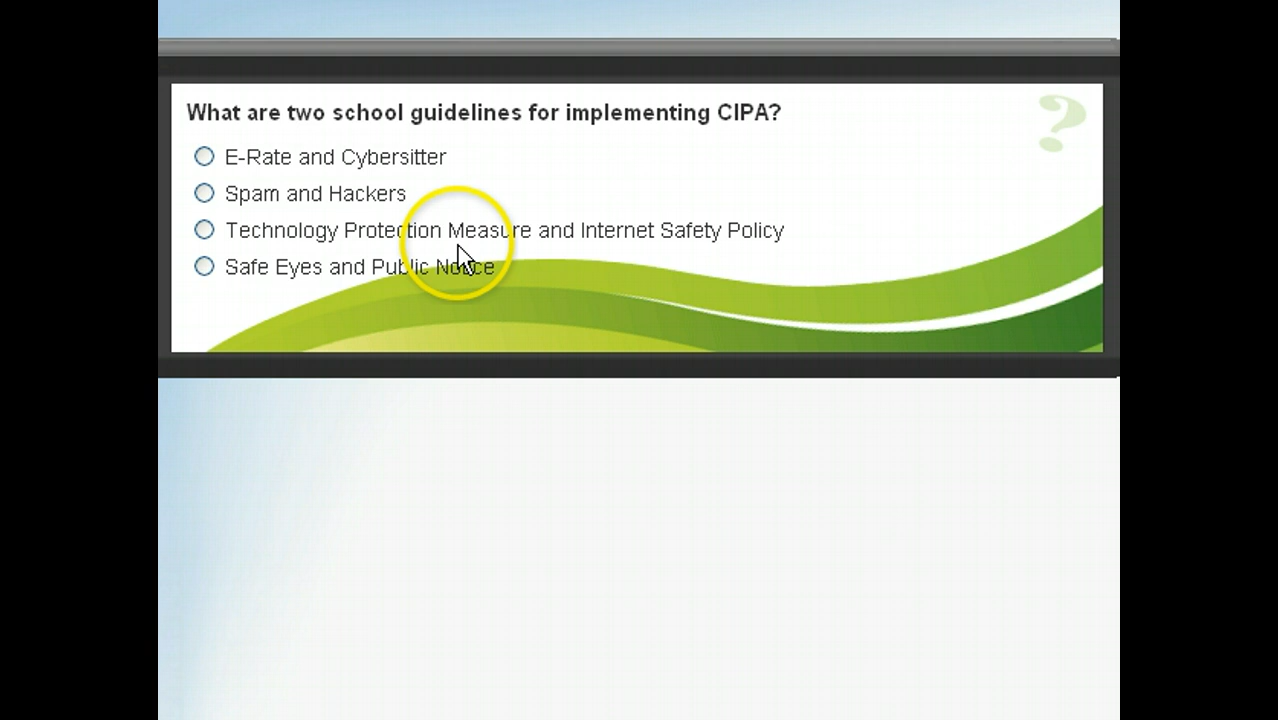 What are two school guidelines for implementing CIPA?
?
E-Rate and Cybersitter
Spam and Hackers
Technology Protection Measure and Internet Safety Policy
Safe Eyes and Public Notice